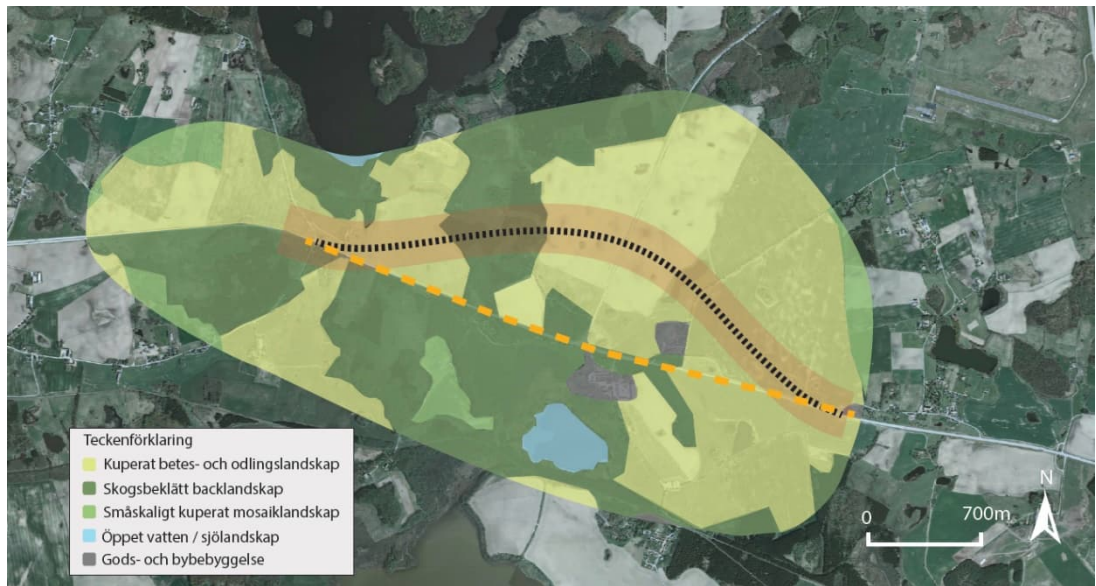 Teckenförklaring
Kuperat betes- och odlingslandskap
Skogsbeklätt backlandskap
Småskaligt kuperat mosaiklandskap
Öppet vatten / sjölandskap
Gods- och bybebyggelse
N
0 700m